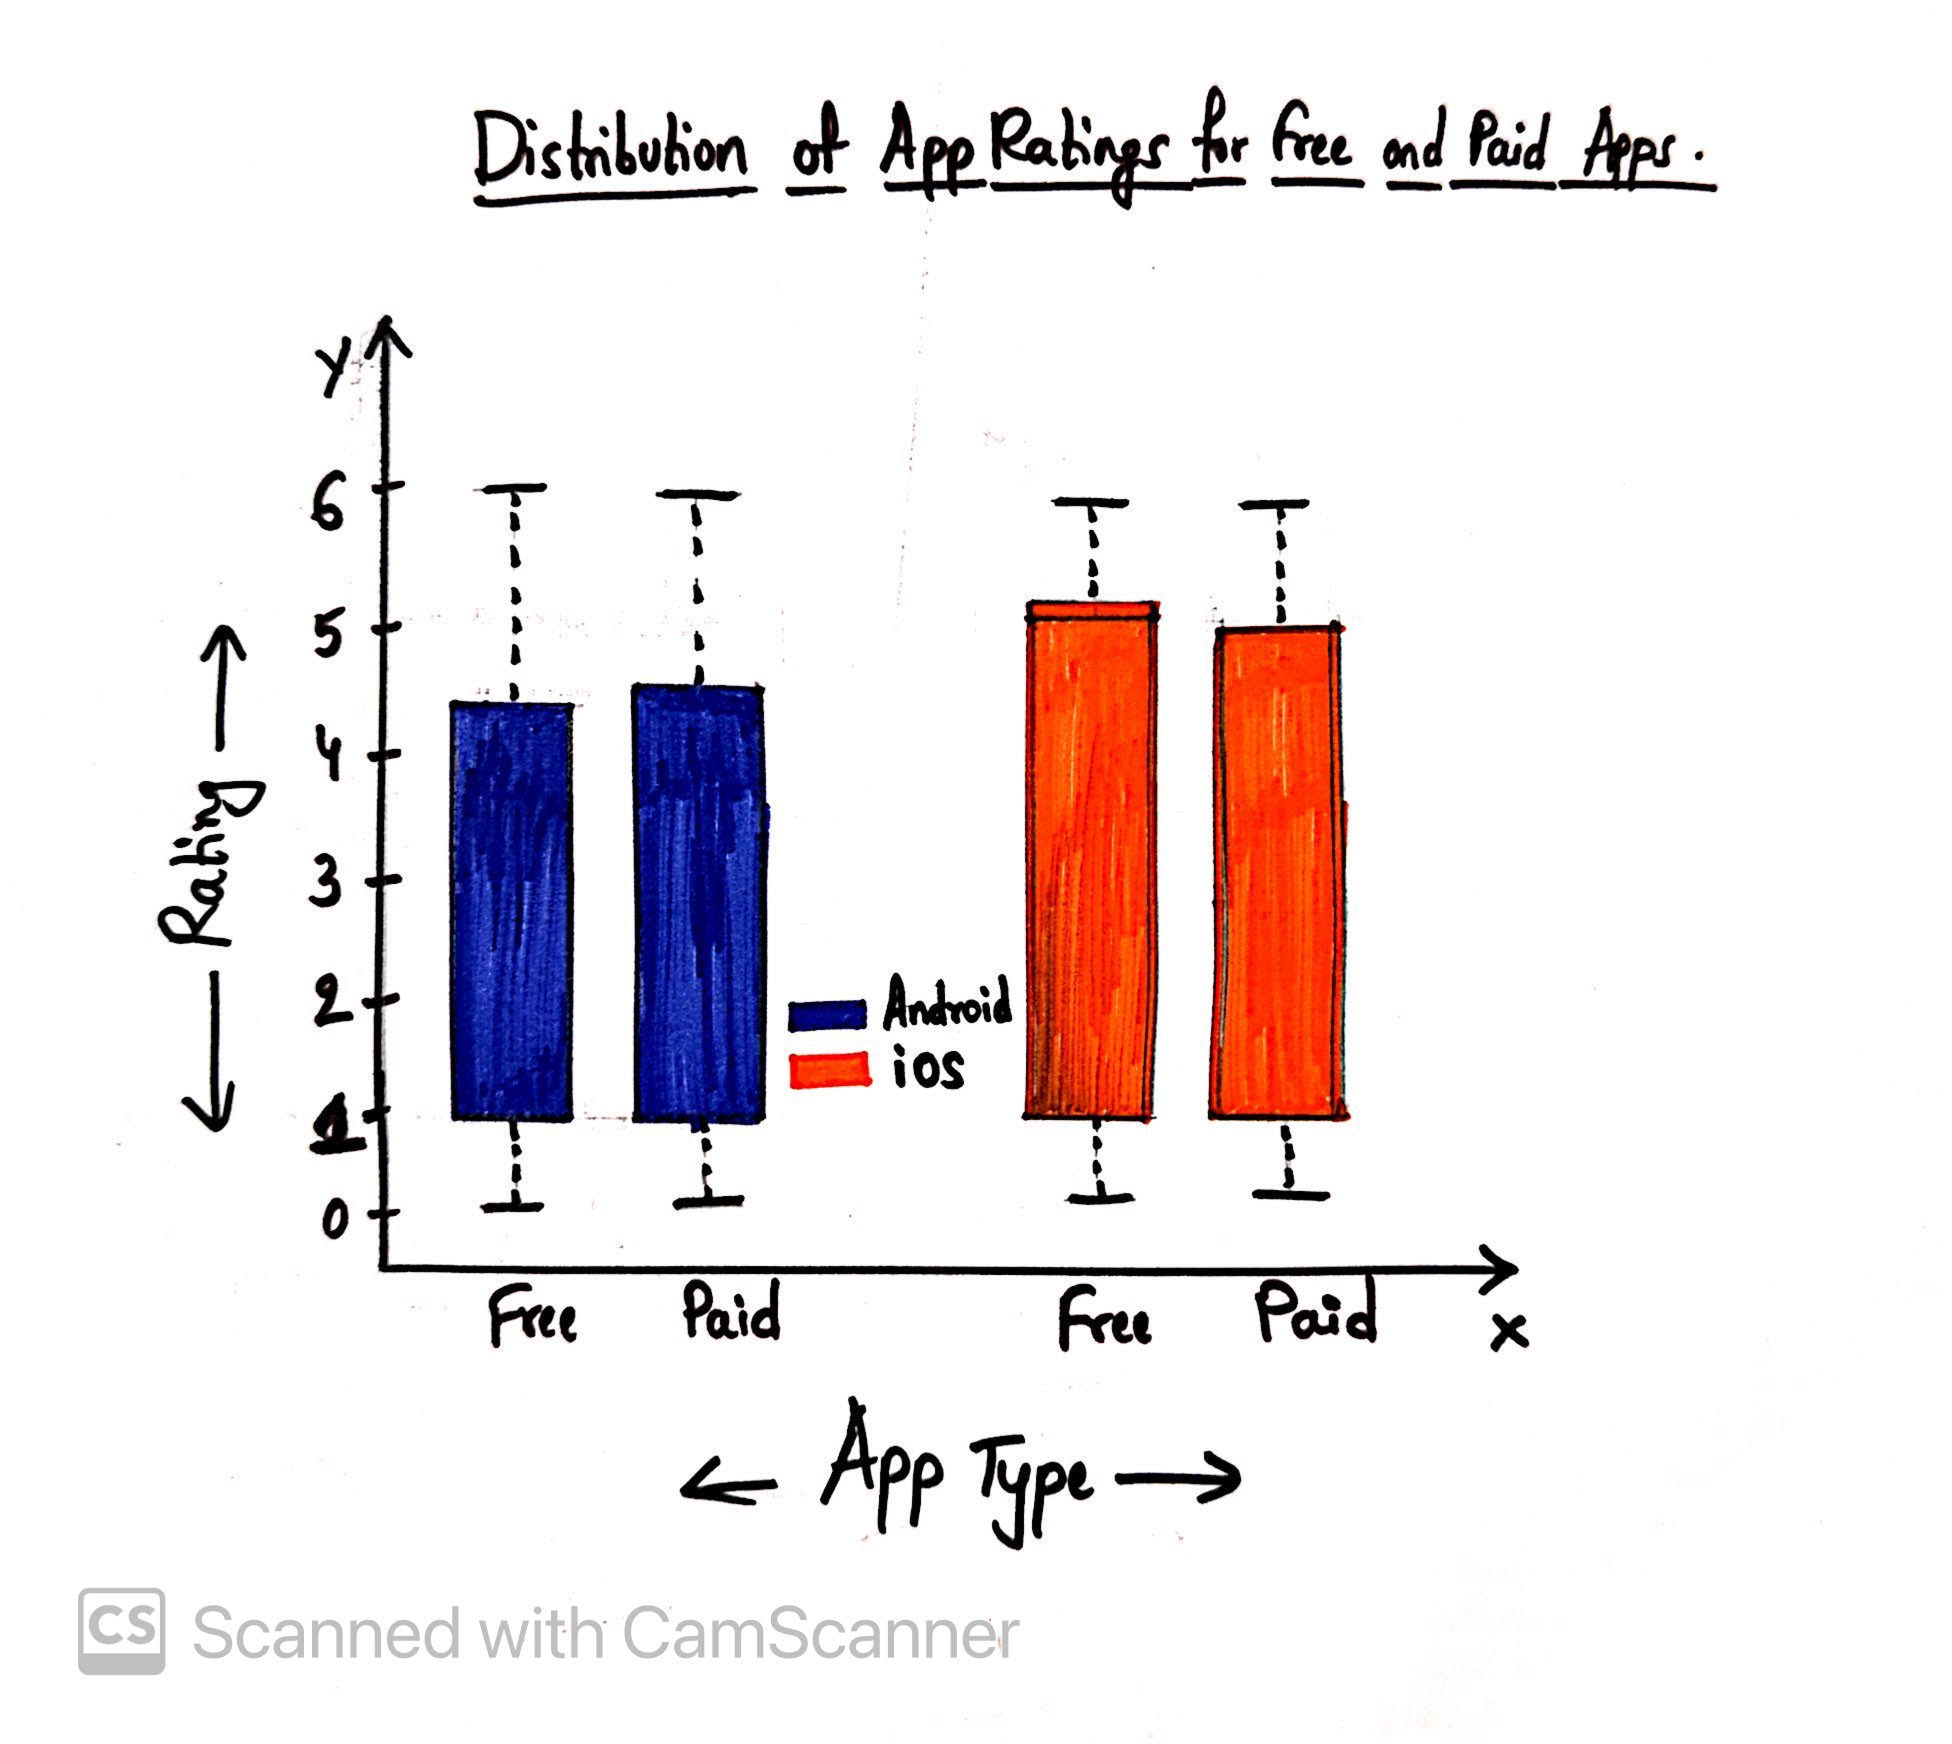 Distribution of App Ratings for Free and Paid Apps.
Y
6
5
4
3
2
1
0
Rating
Android
ios
Free Paid Free Paid
X
App Type
CS Scanned with CamScanner